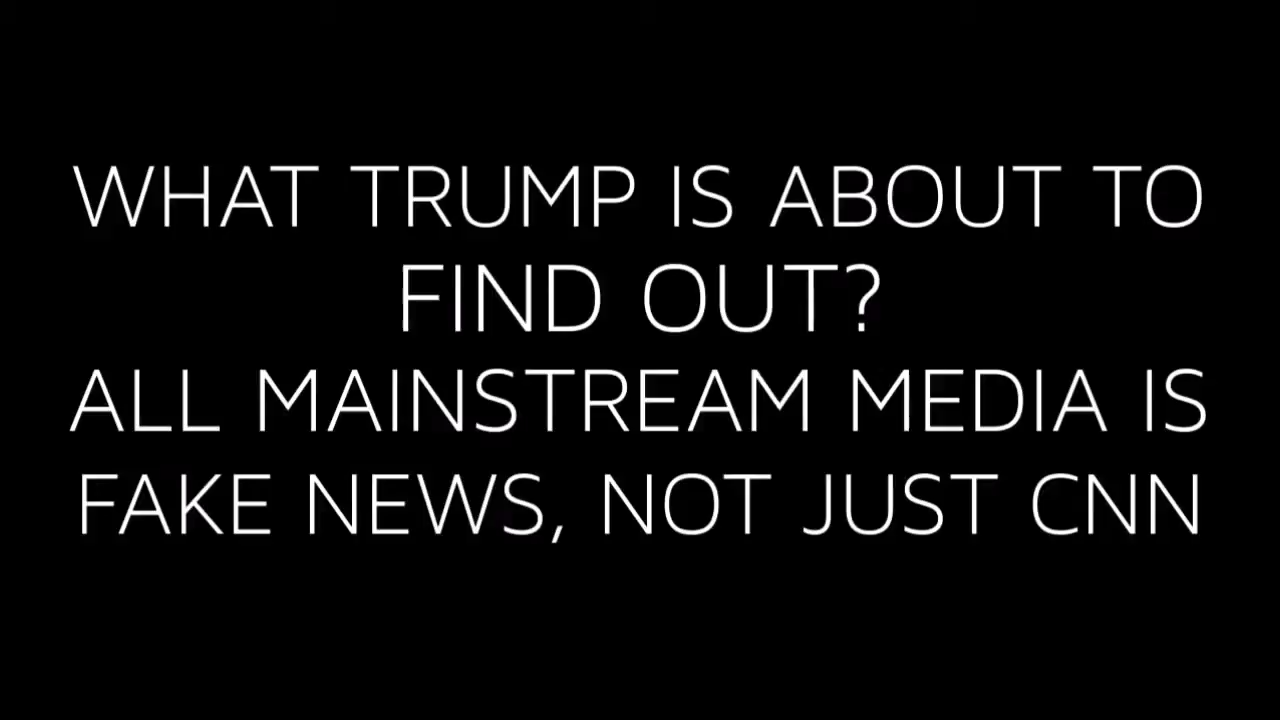 WHAT TRUMP IS ABOUT TO
FIND OUT?
ALL MAINSTREAM MEDIA IS
FAKE NEWS, NOT JUST CNN